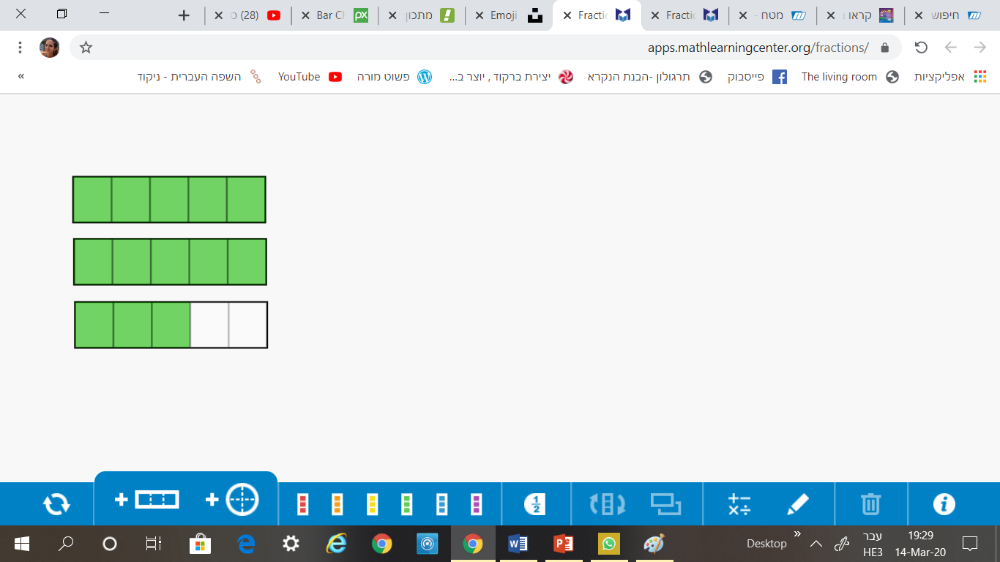 חיפוש
קראו
מטח -
Fractio
Fractio
Emoji
מתכון
Bar Ch
(28)
apps.mathlearningcenter.org/fractions/
אפליקציות
The living room
פייסבוק
תרגולון -הבנת הנקרא
יצירת ברקוד , יוצר ב...
פשוט מורה
YouTube
השפה העברית - ניקוד
»
1
2
Desktop
עבר
HE3
19:29
14-Mar-20